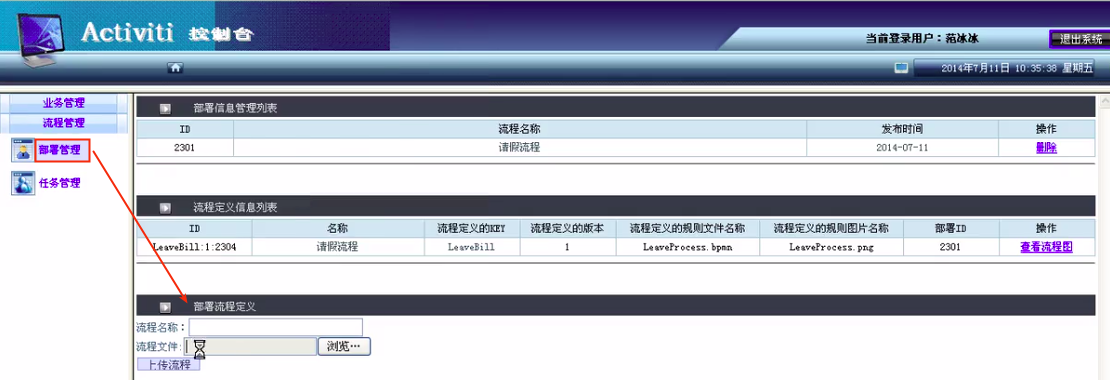 Activiti 控制台
当前登录用户：范冰冰
退出系统
2014年7月11日 10:35:38 星期五
业务管理
流程管理
部署管理
任务管理
部署信息管理列表
ID 流程名称 发布时间 操作
2301 请假流程 2014-07-11 删除
流程定义信息列表
ID 名称 流程定义的KEY 流程定义的版本 流程定义的规则文件名称 流程定义的规则图片名称 部署ID 操作
LeaveBill:1:2304 请假流程 LeaveBill 1 LeaveProcess.bpmn LeaveProcess.png 2301 查看流程图
部署流程定义
流程名称：
流程文件: 浏览…
上传流程